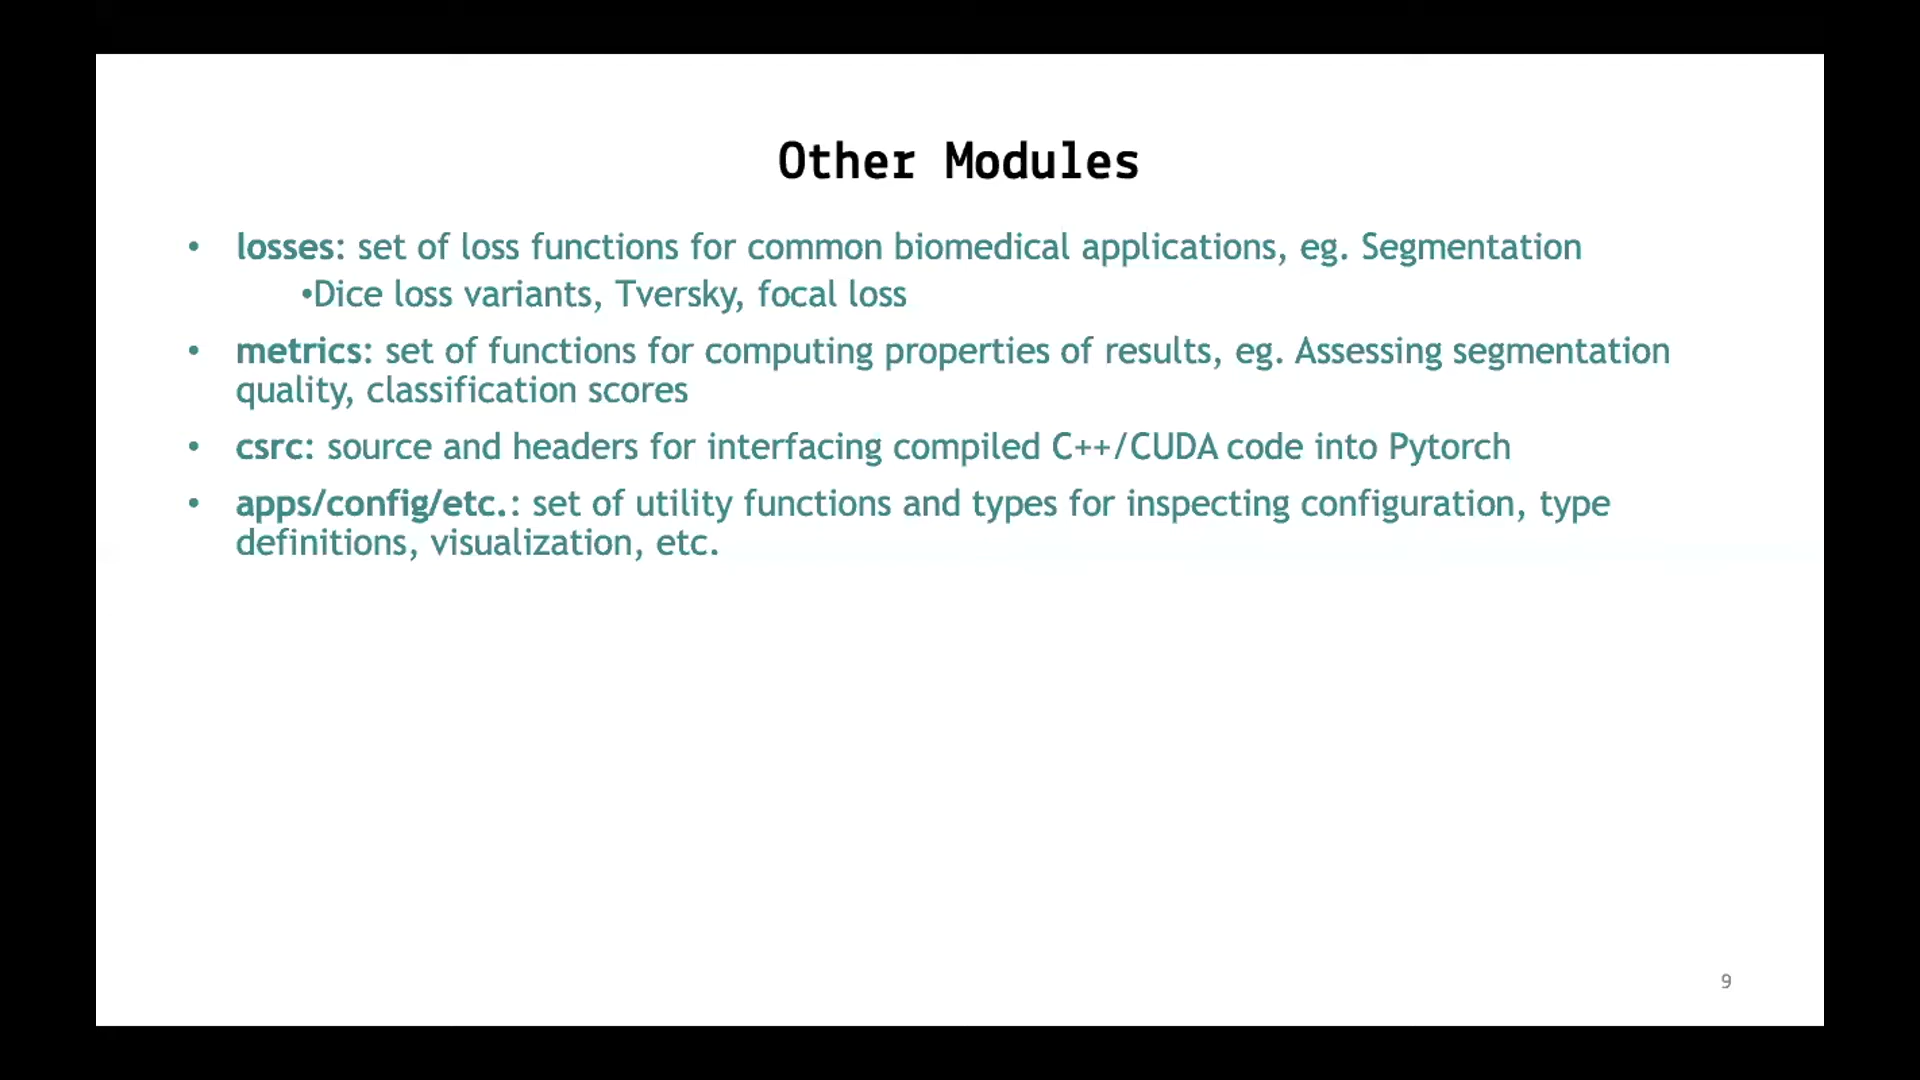 Other Modules
• losses: set of loss functions for common biomedical applications, eg. Segmentation
•Dice loss variants, Tversky, focal loss
• metrics: set of functions for computing properties of results, eg. Assessing segmentation
quality, classification scores
• csrc: source and headers for interfacing compiled C++/CUDA code into Pytorch
• apps/config/etc.: set of utility functions and types for inspecting configuration, type
definitions, visualization, etc.
9